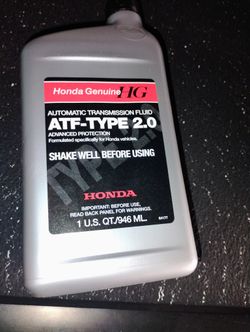 Honda Genuine HG
AUTOMATIC TRANSMISSION FLUID
ATF-TYPE 2.0
ADVANCED PROTECTION
Formulated specifically for Honda vehicles.
SHAKE WELL BEFORE USING
HONDA
IMPORTANT: BEFORE USE,
READ BACK PANEL FOR WARNINGS.
1 U.S. QT./946 ML.